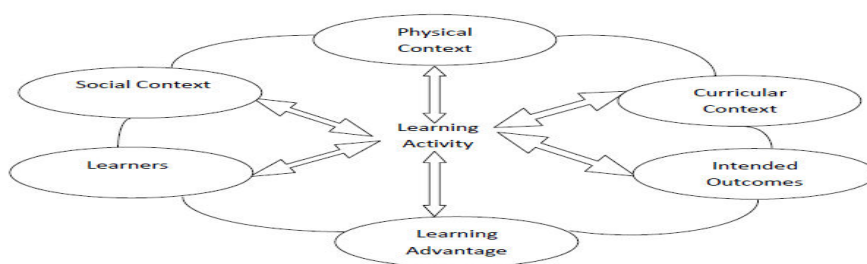 Physical
Context
Social Context
Curricular
Context
Learning
Activity
Learners
Intended
Outcomes
Learning
Advantage